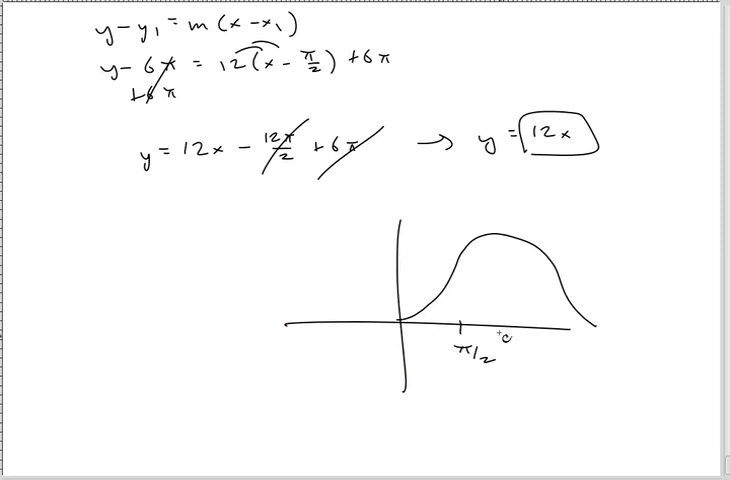 y - y₁ = m (x - x₁)
y - 6π = 12(x - π/2) + 6π
+6π
y = 12x - 12π/2 + 6π → y = 12x
π/2